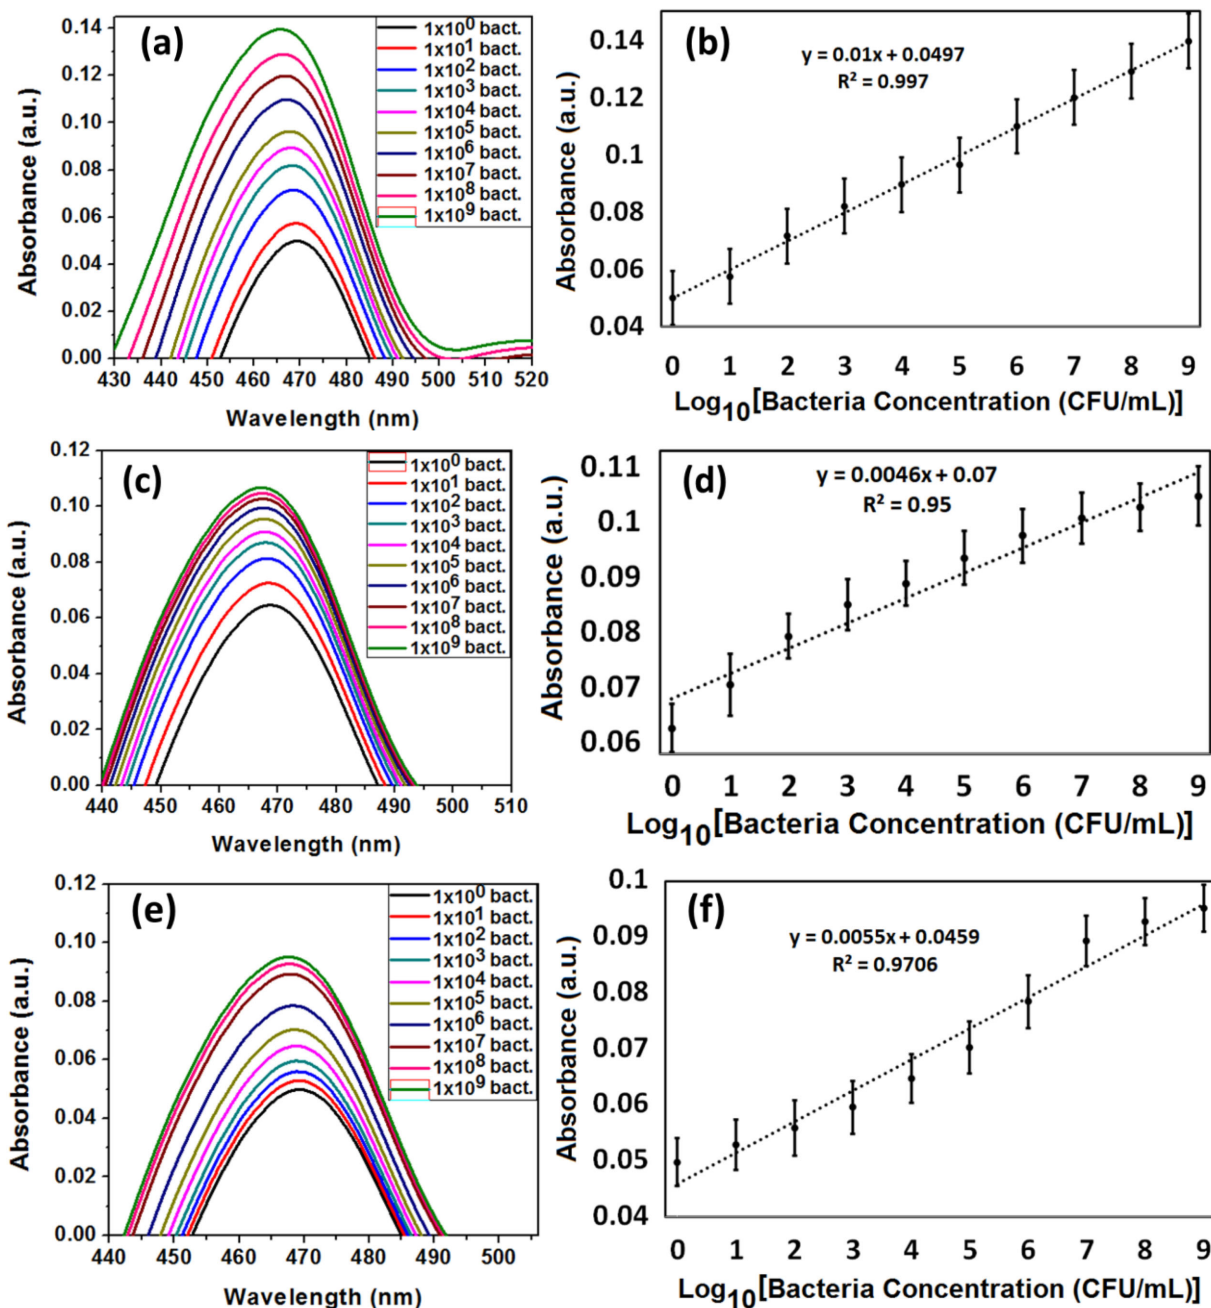 (a)
Absorbance (a.u.)
0.14
0.12
0.10
0.08
0.06
0.04
0.02
0.00
430 440 450 460 470 480 490 500 510 520
Wavelength (nm)
1x10⁰ bact.
1x10¹ bact.
1x10² bact.
1x10³ bact.
1x10⁴ bact.
1x10⁵ bact.
1x10⁶ bact.
1x10⁷ bact.
1x10⁸ bact.
1x10⁹ bact.
(b)
y = 0.01x + 0.0497
R² = 0.997
Absorbance (a.u.)
0.14
0.12
0.1
0.08
0.06
0.04
0 1 2 3 4 5 6 7 8 9
Log₁₀[Bacteria Concentration (CFU/mL)]
(c)
Absorbance (a.u.)
0.12
0.10
0.08
0.06
0.04
0.02
0.00
440 450 460 470 480 490 500 510
Wavelength (nm)
1x10⁰ bact.
1x10¹ bact.
1x10² bact.
1x10³ bact.
1x10⁴ bact.
1x10⁵ bact.
1x10⁶ bact.
1x10⁷ bact.
1x10⁸ bact.
1x10⁹ bact.
(d)
y = 0.0046x + 0.07
R² = 0.95
Absorbance (a.u.)
0.11
0.1
0.09
0.08
0.07
0.06
0 1 2 3 4 5 6 7 8 9
Log₁₀[Bacteria Concentration (CFU/mL)]
(e)
Absorbance (a.u.)
0.12
0.10
0.08
0.06
0.04
0.02
0.00
440 450 460 470 480 490 500
Wavelength (nm)
1x10⁰ bact.
1x10¹ bact.
1x10² bact.
1x10³ bact.
1x10⁴ bact.
1x10⁵ bact.
1x10⁶ bact.
1x10⁷ bact.
1x10⁸ bact.
1x10⁹ bact.
(f)
y = 0.0055x + 0.0459
R² = 0.9706
Absorbance (a.u.)
0.1
0.09
0.08
0.07
0.06
0.05
0.04
0 1 2 3 4 5 6 7 8 9
Log₁₀[Bacteria Concentration (CFU/mL)]